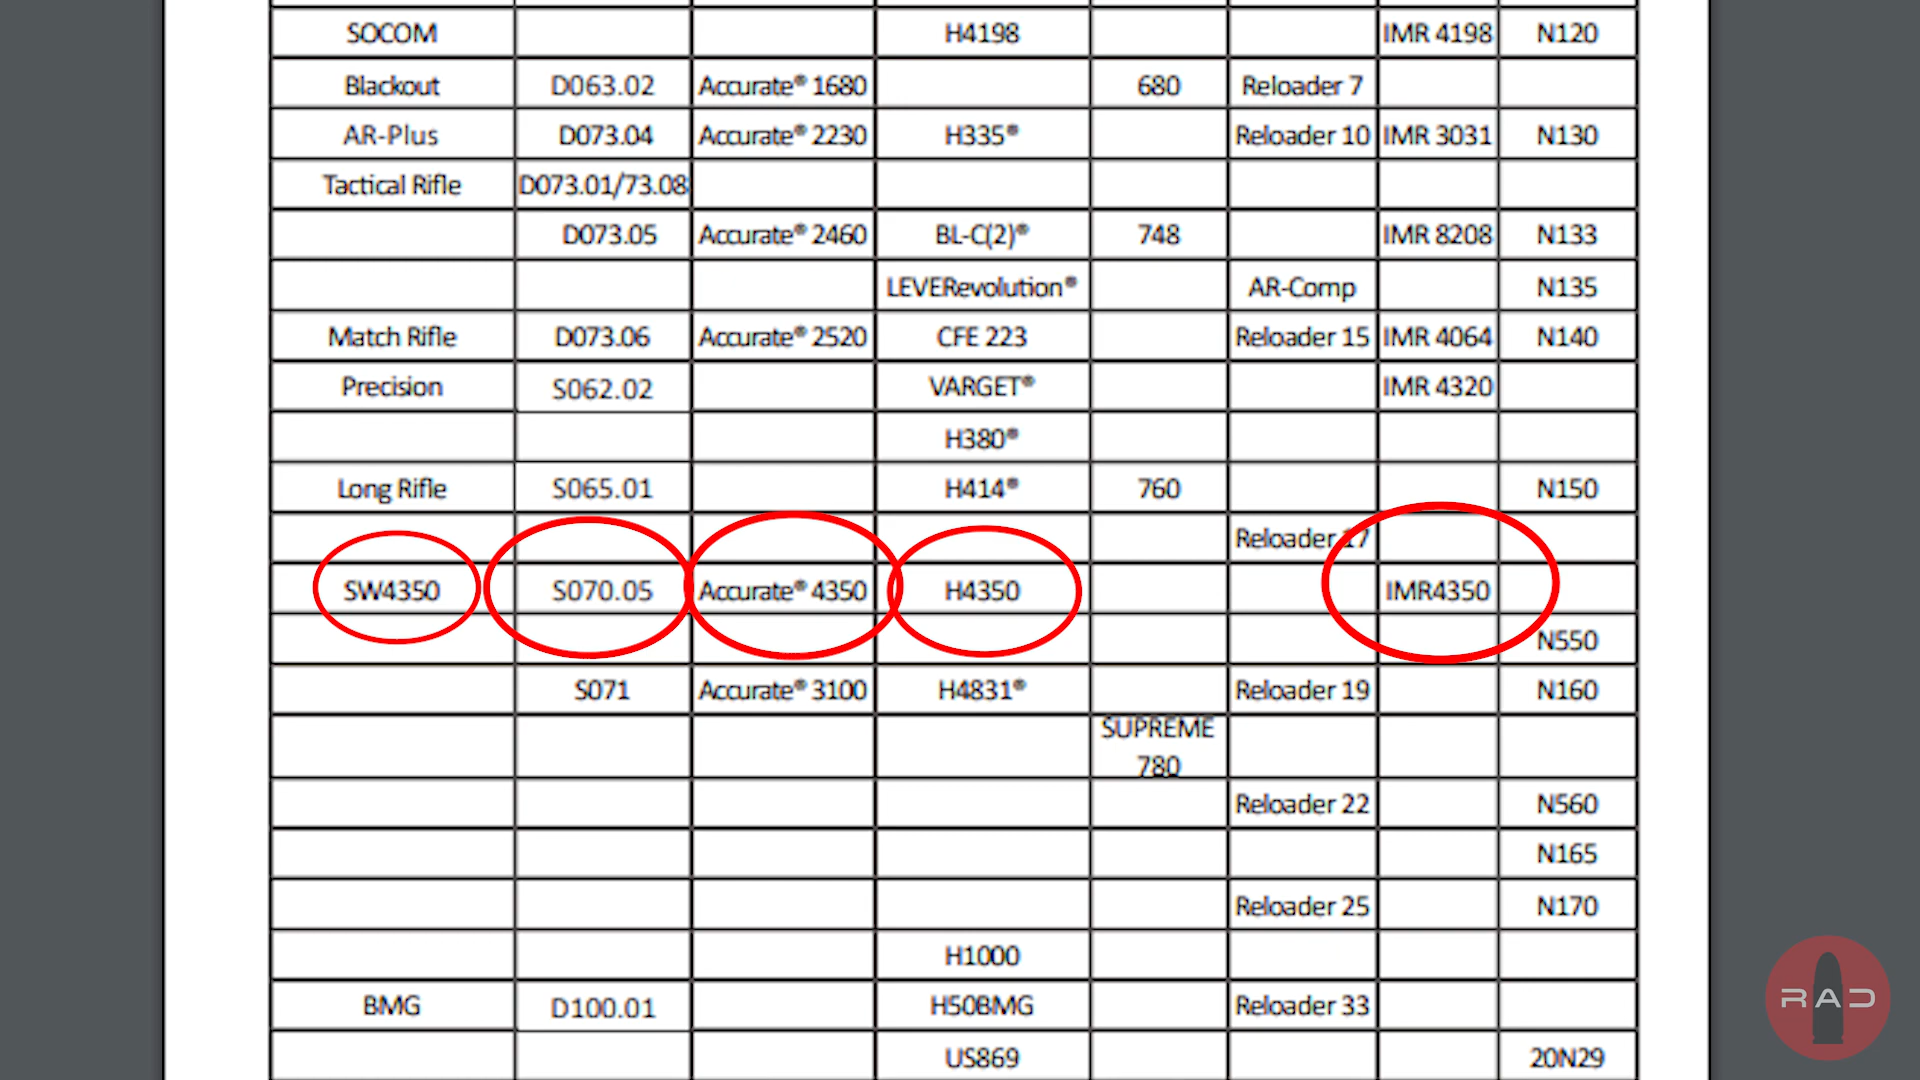 SOCOM H4198 IMR 4198 N120
Blackout D063.02 Accurate® 1680 680 Reloader 7
AR-Plus D073.04 Accurate® 2230 H335® Reloader 10 IMR 3031 N130
Tactical Rifle D073.01/73.08
D073.05 Accurate® 2460 BL-C(2)® 748 IMR 8208 N133
LEVERevolution® AR-Comp N135
Match Rifle D073.06 Accurate® 2520 CFE 223 Reloader 15 IMR 4064 N140
Precision S062.02 VARGET® IMR 4320
H380®
Long Rifle S065.01 H414® 760 N150
Reloader 17
SW4350 S070.05 Accurate® 4350 H4350 IMR4350
N550
S071 Accurate® 3100 H4831® Reloader 19 N160
SUPREME
780
Reloader 22 N560
N165
Reloader 25 N170
H1000
BMG D100.01 H50BMG Reloader 33
US869 20N29
RAD